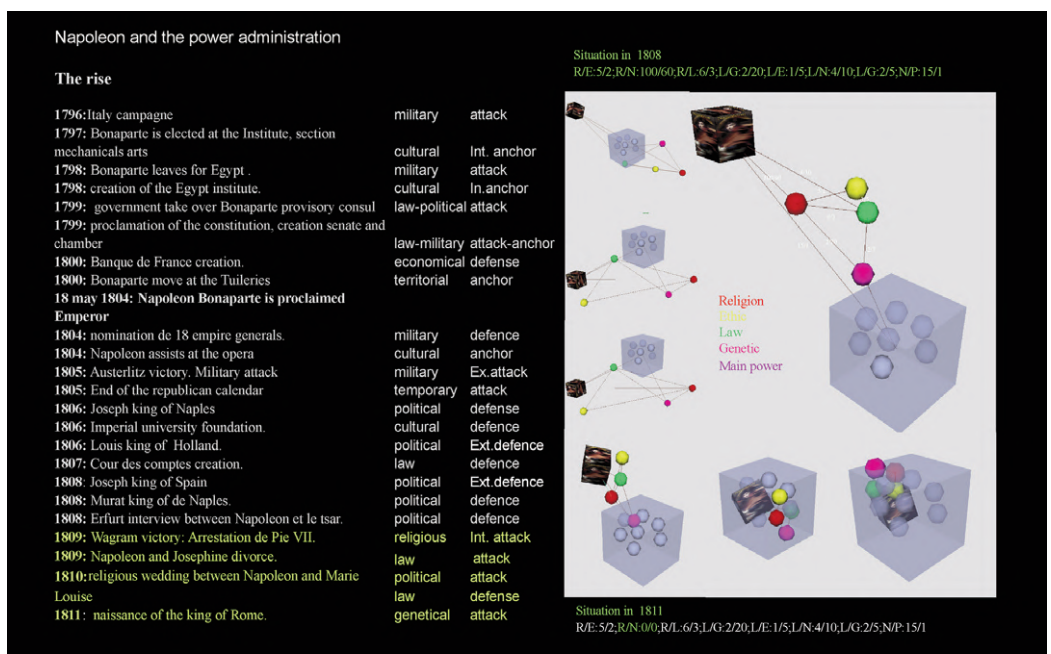 Napoleon and the power administration
The rise
1796:Italy campagne military attack
1797: Bonaparte is elected at the Institute, section
mechanicals arts cultural Int. anchor
1798: Bonaparte leaves for Egypt . military attack
1798: creation of the Egypt institute. cultural In.anchor
1799: government take over Bonaparte provisory consul law-political attack
1799: proclamation of the constitution, creation senate and
chamber law-military attack-anchor
1800: Banque de France creation. economical defense
1800: Bonaparte move at the Tuileries territorial anchor
18 may 1804: Napoleon Bonaparte is proclaimed
Emperor
1804: nomination de 18 empire generals. military defence
1804: Napoleon assists at the opera cultural anchor
1805: Austerlitz victory. Military attack military Ex.attack
1805: End of the republican calendar temporary attack
1806: Joseph king of Naples political defense
1806: Imperial university foundation. cultural defence
1806: Louis king of Holland. political Ext.defence
1807: Cour des comptes creation. law defence
1808: Joseph king of Spain political Ext.defence
1808: Murat king of de Naples. political defence
1808: Erfurt interview between Napoleon et le tsar. political defence
1809: Wagram victory: Arrestation de Pie VII. religious Int. attack
1809: Napoleon and Josephine divorce. law attack
1810: religious wedding between Napoleon and Marie political attack
Louise law defense
1811: naissance of the king of Rome. genetical attack
Situation in 1808
R/E:5/2;R/N:100/60;R/L:6/3;L/G:2/20;L/E:1/5;L/N:4/10;L/G:2/5;N/P:15/1
Religion
Law
Genetic
Main power
Situation in 1811
R/E:5/2;R/N:0/0;R/L:6/3;L/G:2/20;L/E:1/5;L/N:4/10;L/G:2/5;N/P:15/1